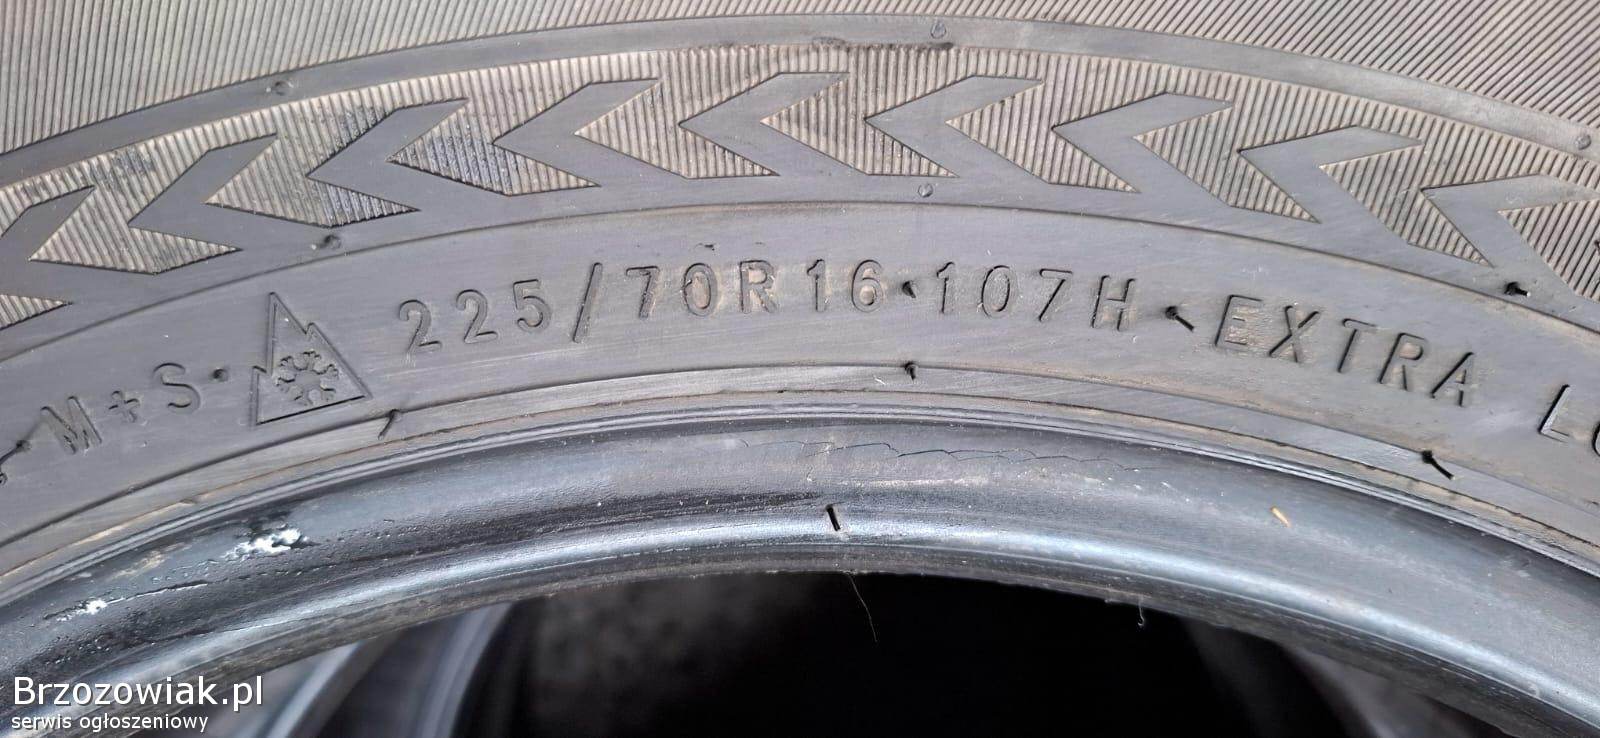 M+S 225/70R16 107H EXTRA
Brzozowiak.pl
serwis ogłoszeniowy